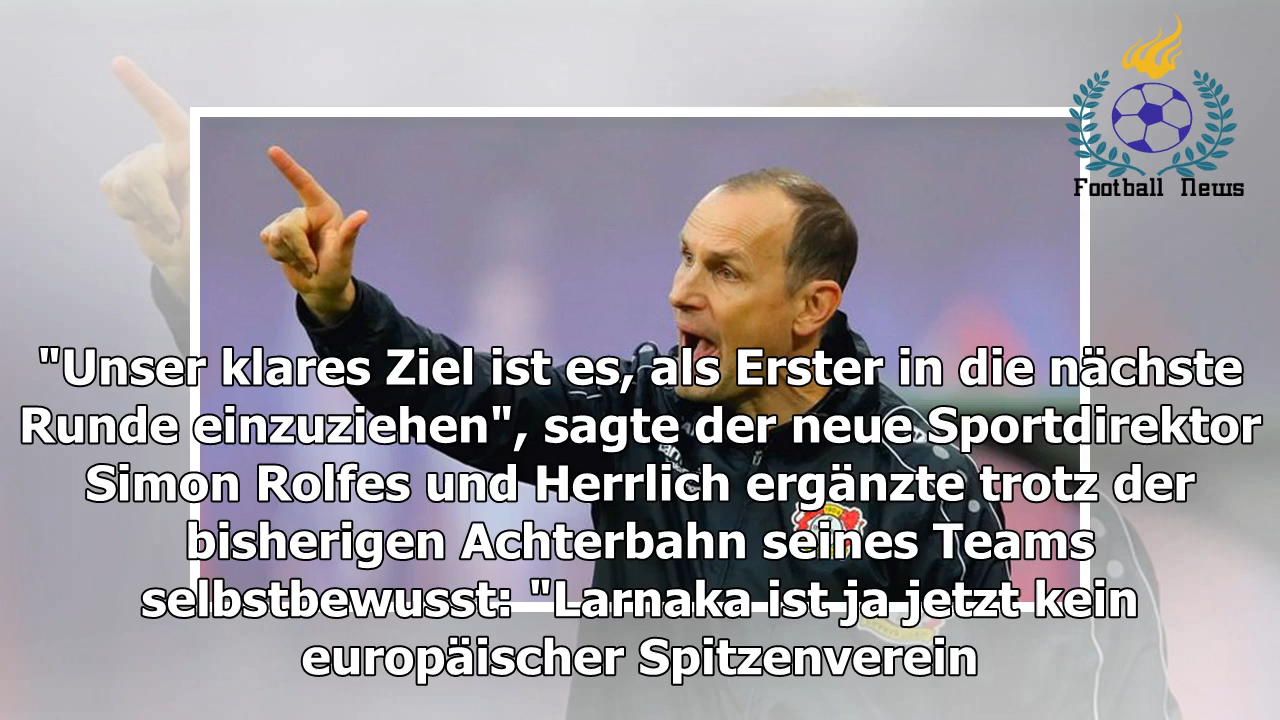 Football News
"Unser klares Ziel ist es, als Erster in die nächste
Runde einzuziehen", sagte der neue Sportdirektor
Simon Rolfes und Herrlich ergänzte trotz der
bisherigen Achterbahn seines Teams
selbstbewusst: "Larnaka ist ja jetzt kein
europäischer Spitzenverein